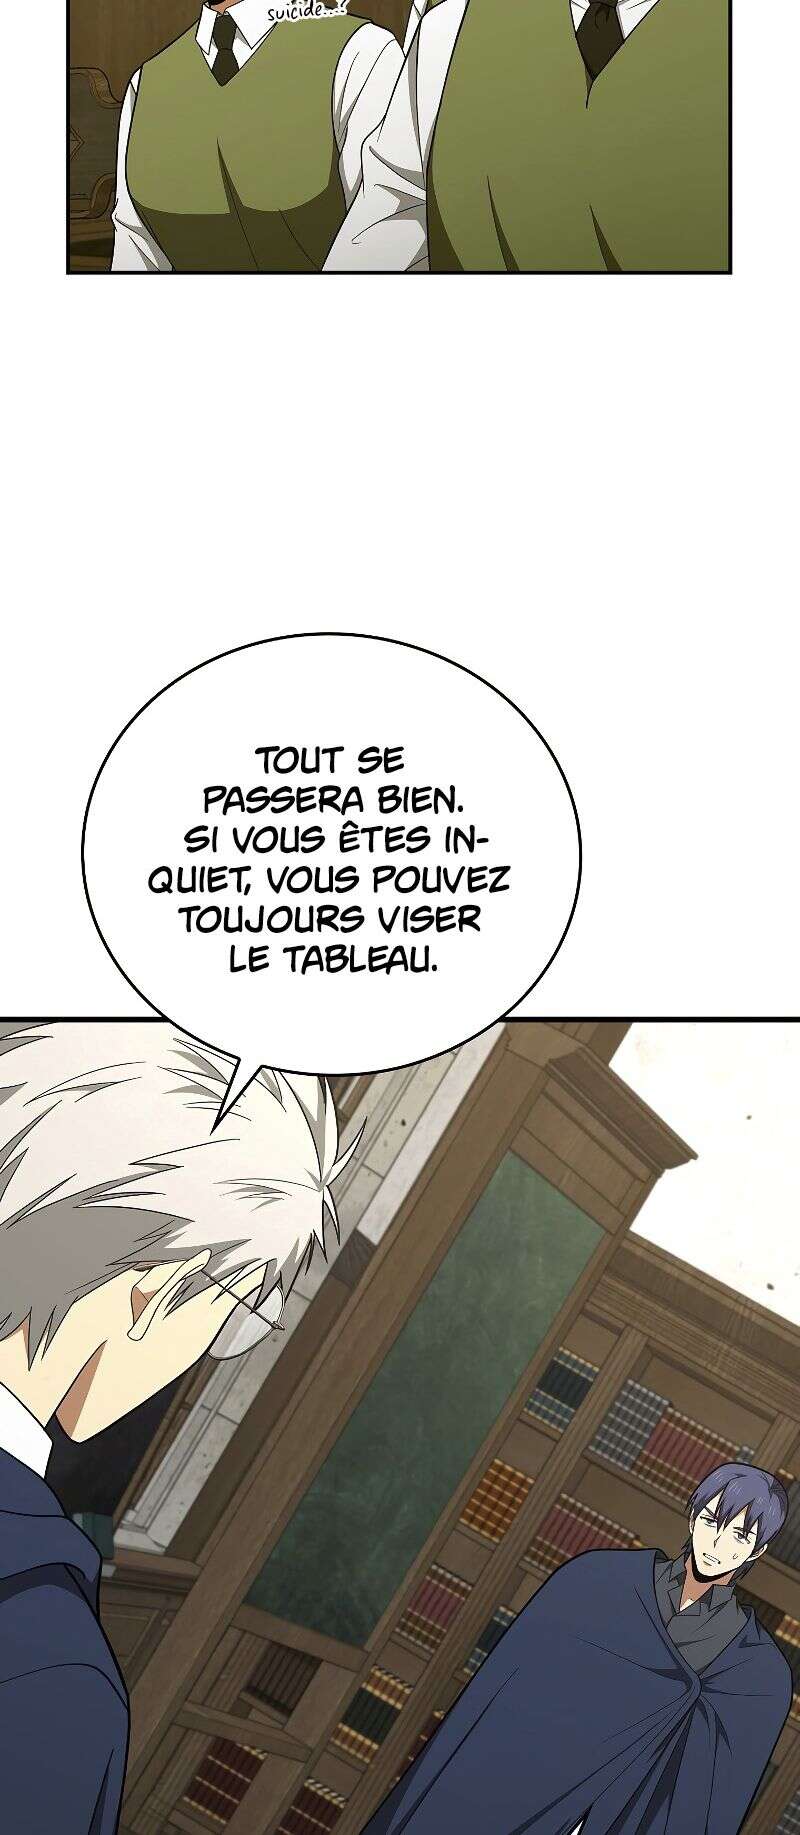 suicide...?
TOUT SE
PASSERA BIEN.
SI VOUS ÊTES IN-
QUIET, VOUS POUVEZ
TOUJOURS VISER
LE TABLEAU.